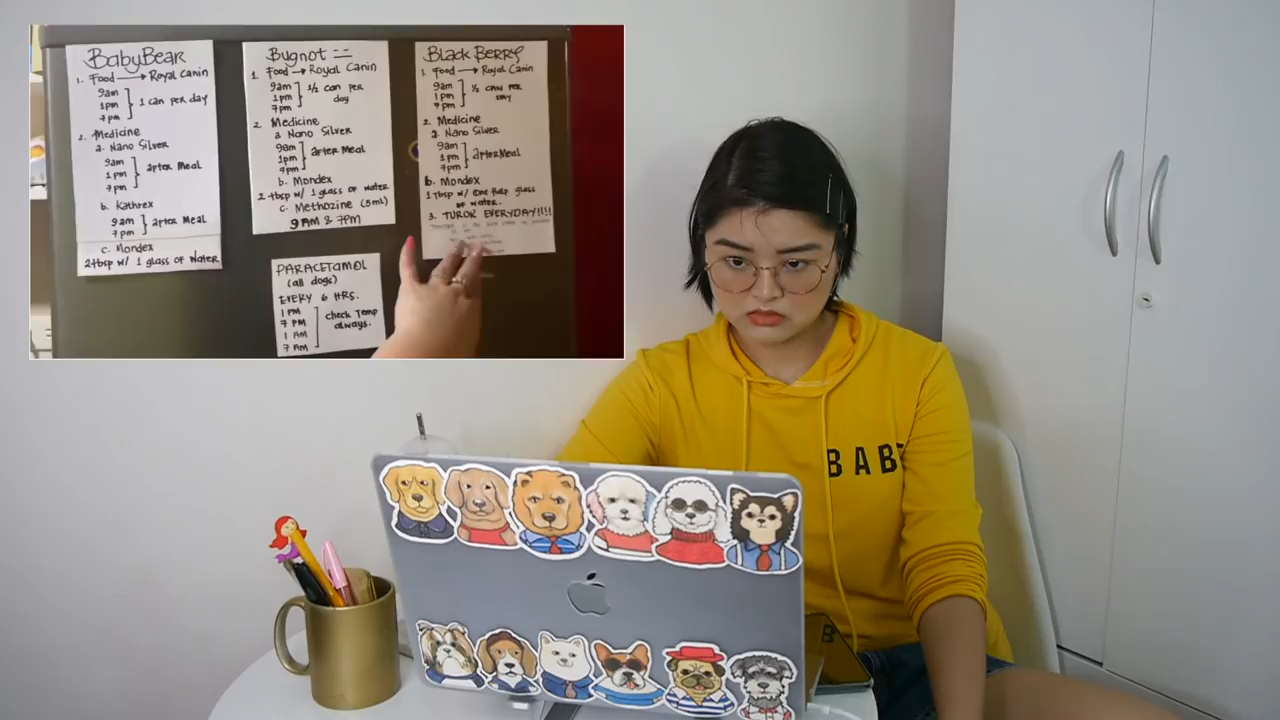 BabyBear
1. Food → Royal Canin
9am
1pm
7pm
1 can per day
2. Medicine
a. Nano Silver
9am
1pm
7pm
after Meal
b. Kathrex
9am
7pm
after Meal
c. Mondex
2 tbsp w/ 1 glass of water
Bugnot
1. Food → Royal Canin
9am
1pm
7pm
1/2 can per
day
2. Medicine
a Nano Silver
9am
1pm
7pm
after Meal
b. Mondex
2 tbsp w/ 1 glass of water
c. Methozine (5ml)
9AM & 7PM
BLACK BERRY
1. Food → Royal Canin
9am
1pm
7pm
1/2 CAN PER
DAY
2. Medicine
a. Nano Silver
9am
1pm
7pm
after Meal
b. Mondex
1 tbsp w/ one half glass
of water.
3. TUROK EVERYDAY!!!!
PARACETAMOL
(all dogs)
EVERY 6 HRS.
1 PM
7 PM
1 AM
7 AM
check Temp
always.
BAB
B